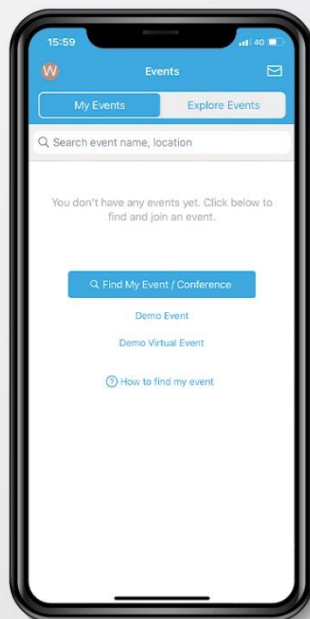 15:59
4G
W
Events
My Events
Explore Events
Search event name, location
You don't have any events yet. Click below to
find and join an event.
Find My Event / Conference
Demo Event
Demo Virtual Event
? How to find my event